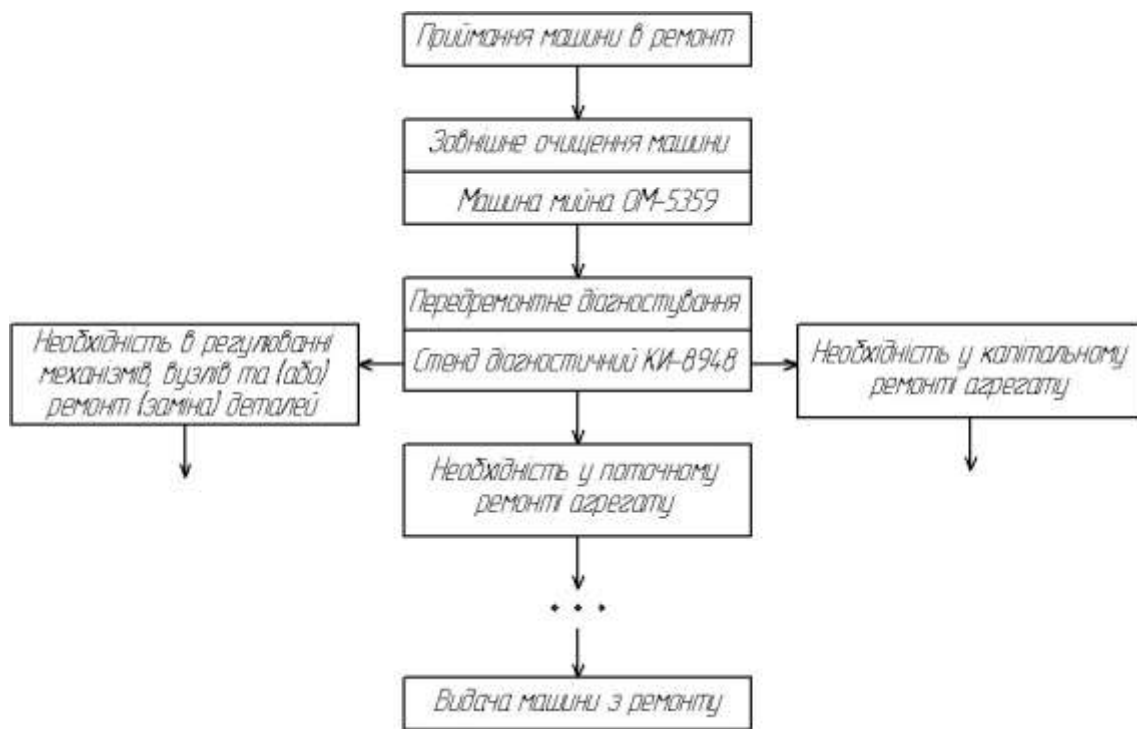 Приймання машини в ремонт
Зовнішнє очищення машини
Машина мийна ОМ-5359
Передремонтне діагностування
Стенд діагностичний КИ-8948
Необхідність в регулюванні
механізмів, вузлів та (або)
ремонт (заміна) деталей
Необхідність у капітальному
ремонті агрегату
Необхідність у поточному
ремонті агрегату
• • •
Видача машини з ремонту